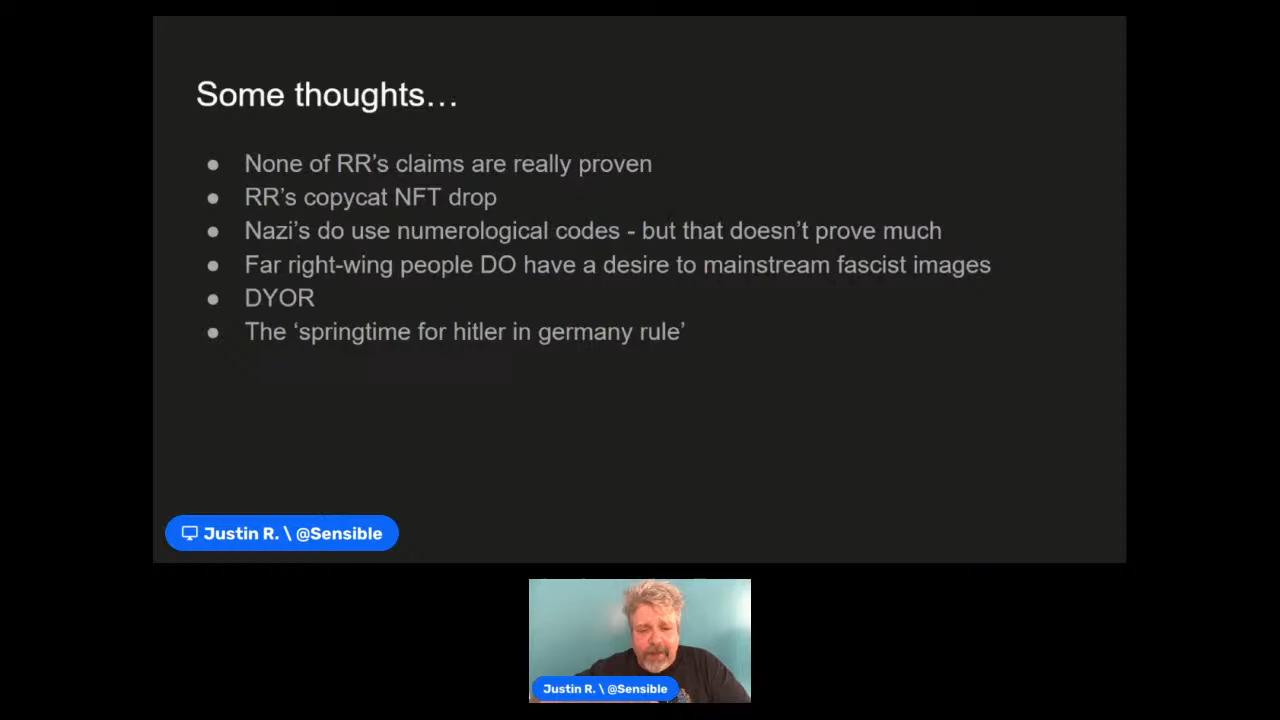 Some thoughts…
● None of RR's claims are really proven
● RR's copycat NFT drop
● Nazi's do use numerological codes - but that doesn't prove much
● Far right-wing people DO have a desire to mainstream fascist images
● DYOR
● The 'springtime for hitler in germany rule'
Justin R. \ @Sensible
Justin R. \ @Sensible